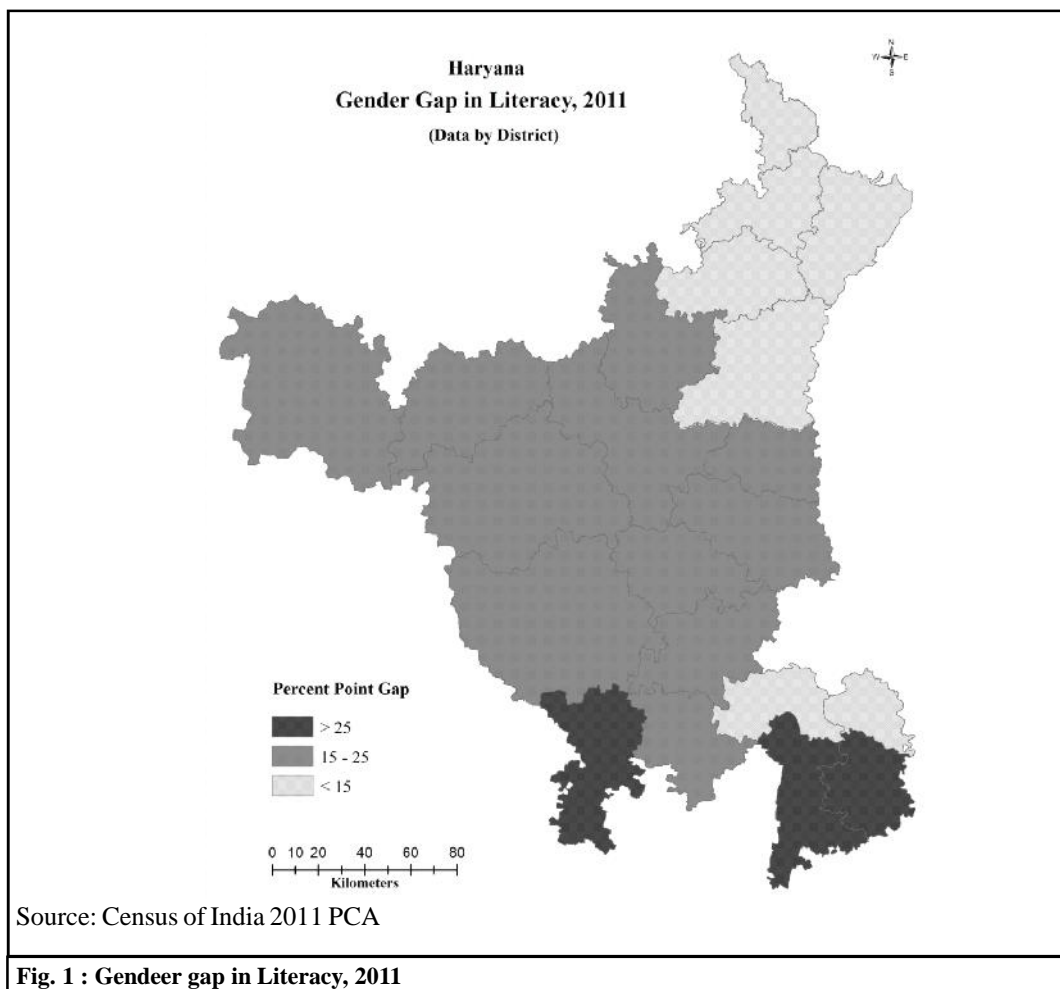 Haryana
Gender Gap in Literacy, 2011
(Data by District)
N
W E
S
Percent Point Gap
> 25
15 - 25
< 15
0 10 20 40 60 80
Kilometers
Source: Census of India 2011 PCA
Fig. 1 : Gendeer gap in Literacy, 2011